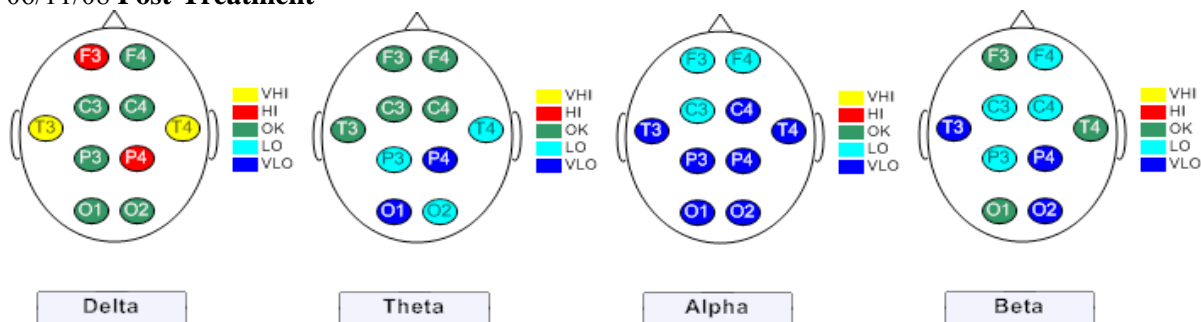 06/11/08 Post-Treatment
F3 F4 F3 F4 F3 F4 F3 F4
VHI VHI VHI VHI
HI HI HI HI
C3 C4 C3 C4 C3 C4 C3 C4
OK OK OK OK
T3 T4 T3 T4 T3 T4 T3 T4
LO LO LO LO
P3 P4 P3 P4 P3 P4 P3 P4
VLO VLO VLO VLO
O1 O2 O1 O2 O1 O2 O1 O2
Delta Theta Alpha Beta